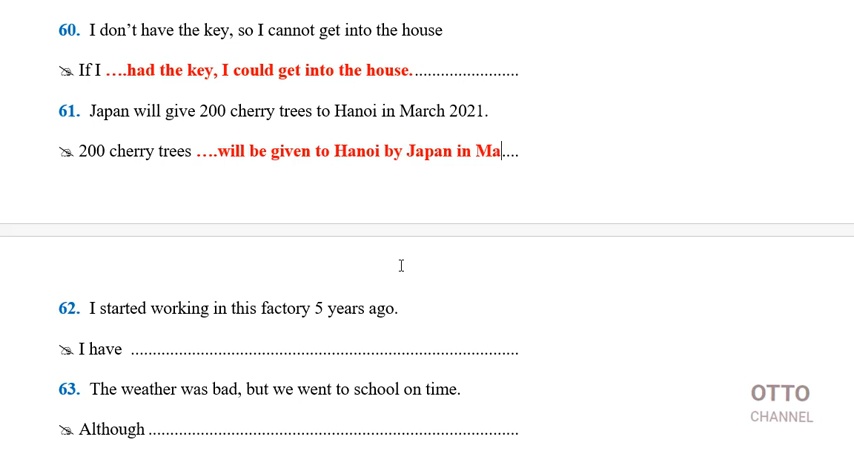 60. I don’t have the key, so I cannot get into the house
If I ….had the key, I could get into the house.........................
61. Japan will give 200 cherry trees to Hanoi in March 2021.
200 cherry trees ….will be given to Hanoi by Japan in Ma....
62. I started working in this factory 5 years ago.
I have .........................................................................................
63. The weather was bad, but we went to school on time.
Although.....................................................................................
OTTO
CHANNEL